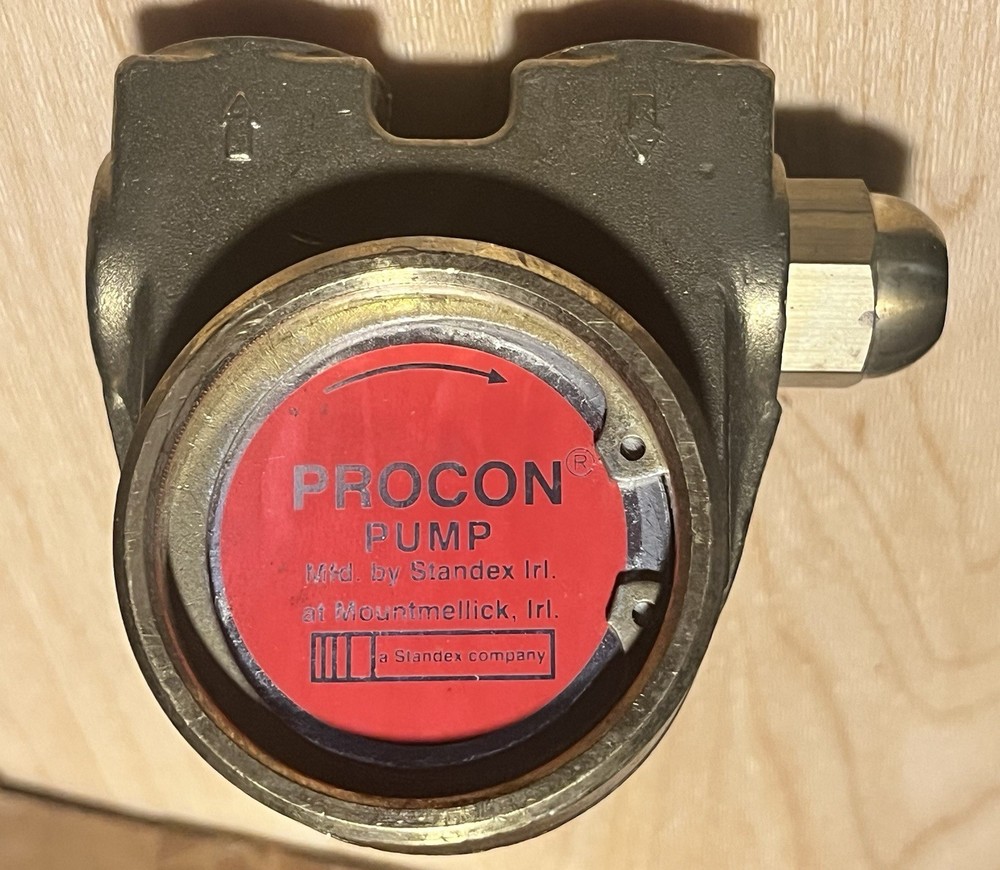 PROCON®
PUMP
Mfd. by Standex Irl.
at Mountmellick, Irl.
a Standex company